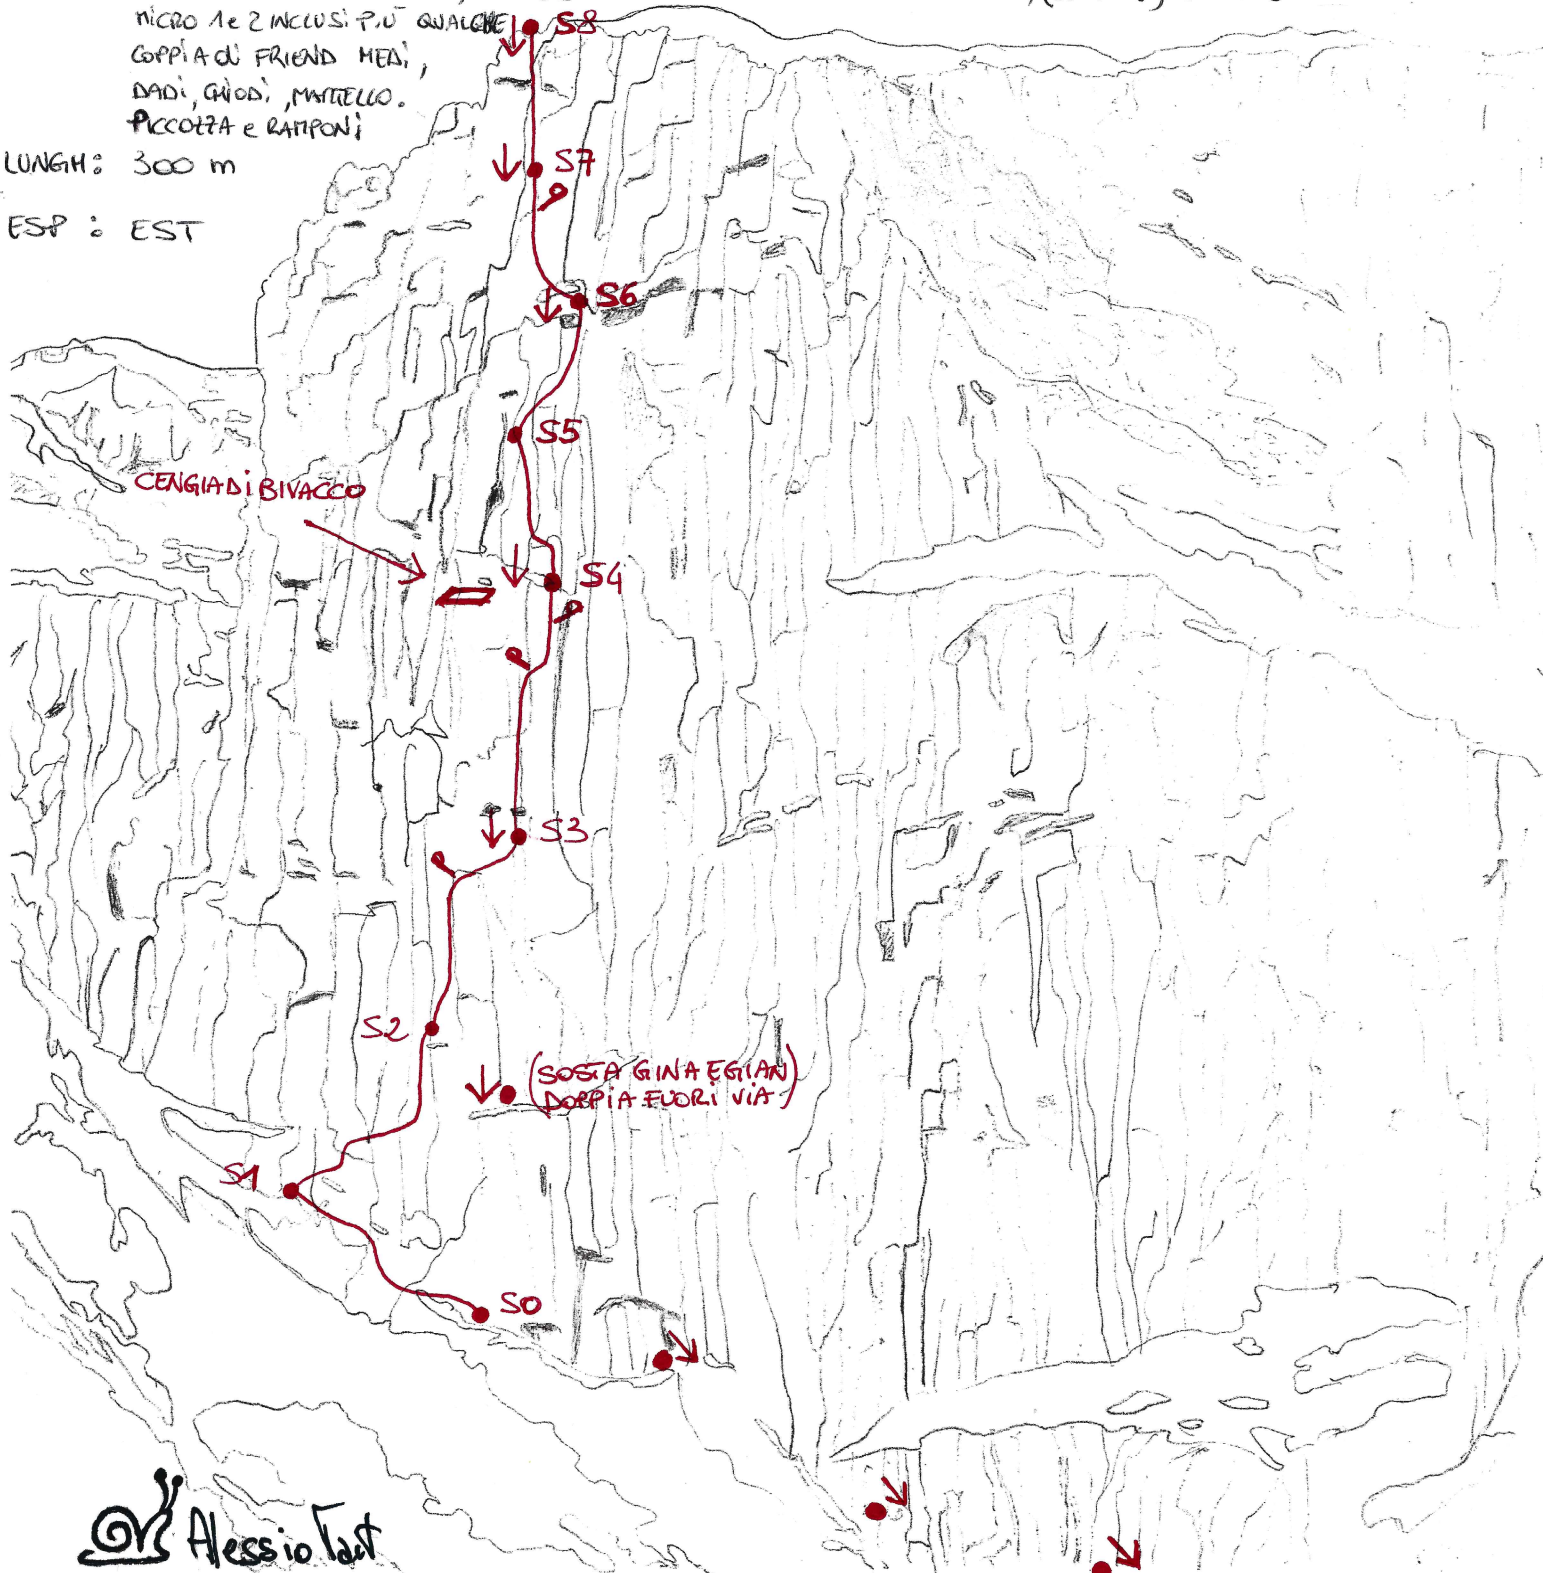 MICRO 1 e 2 INCLUSI PIÙ QUALCHE
COPPIA di FRIEND MEDI,
DADI, CHIODI, MARTELLO.
PICCOZZA e RAMPONI
LUNGH: 300 m
ESP: EST
S8
S7
S6
S5
CENGIA Di BIVACCO
S4
S3
S2
(SOSTA GINA E GIAN)
DOPPIA FUORI VIA)
S1
S0
Alessio